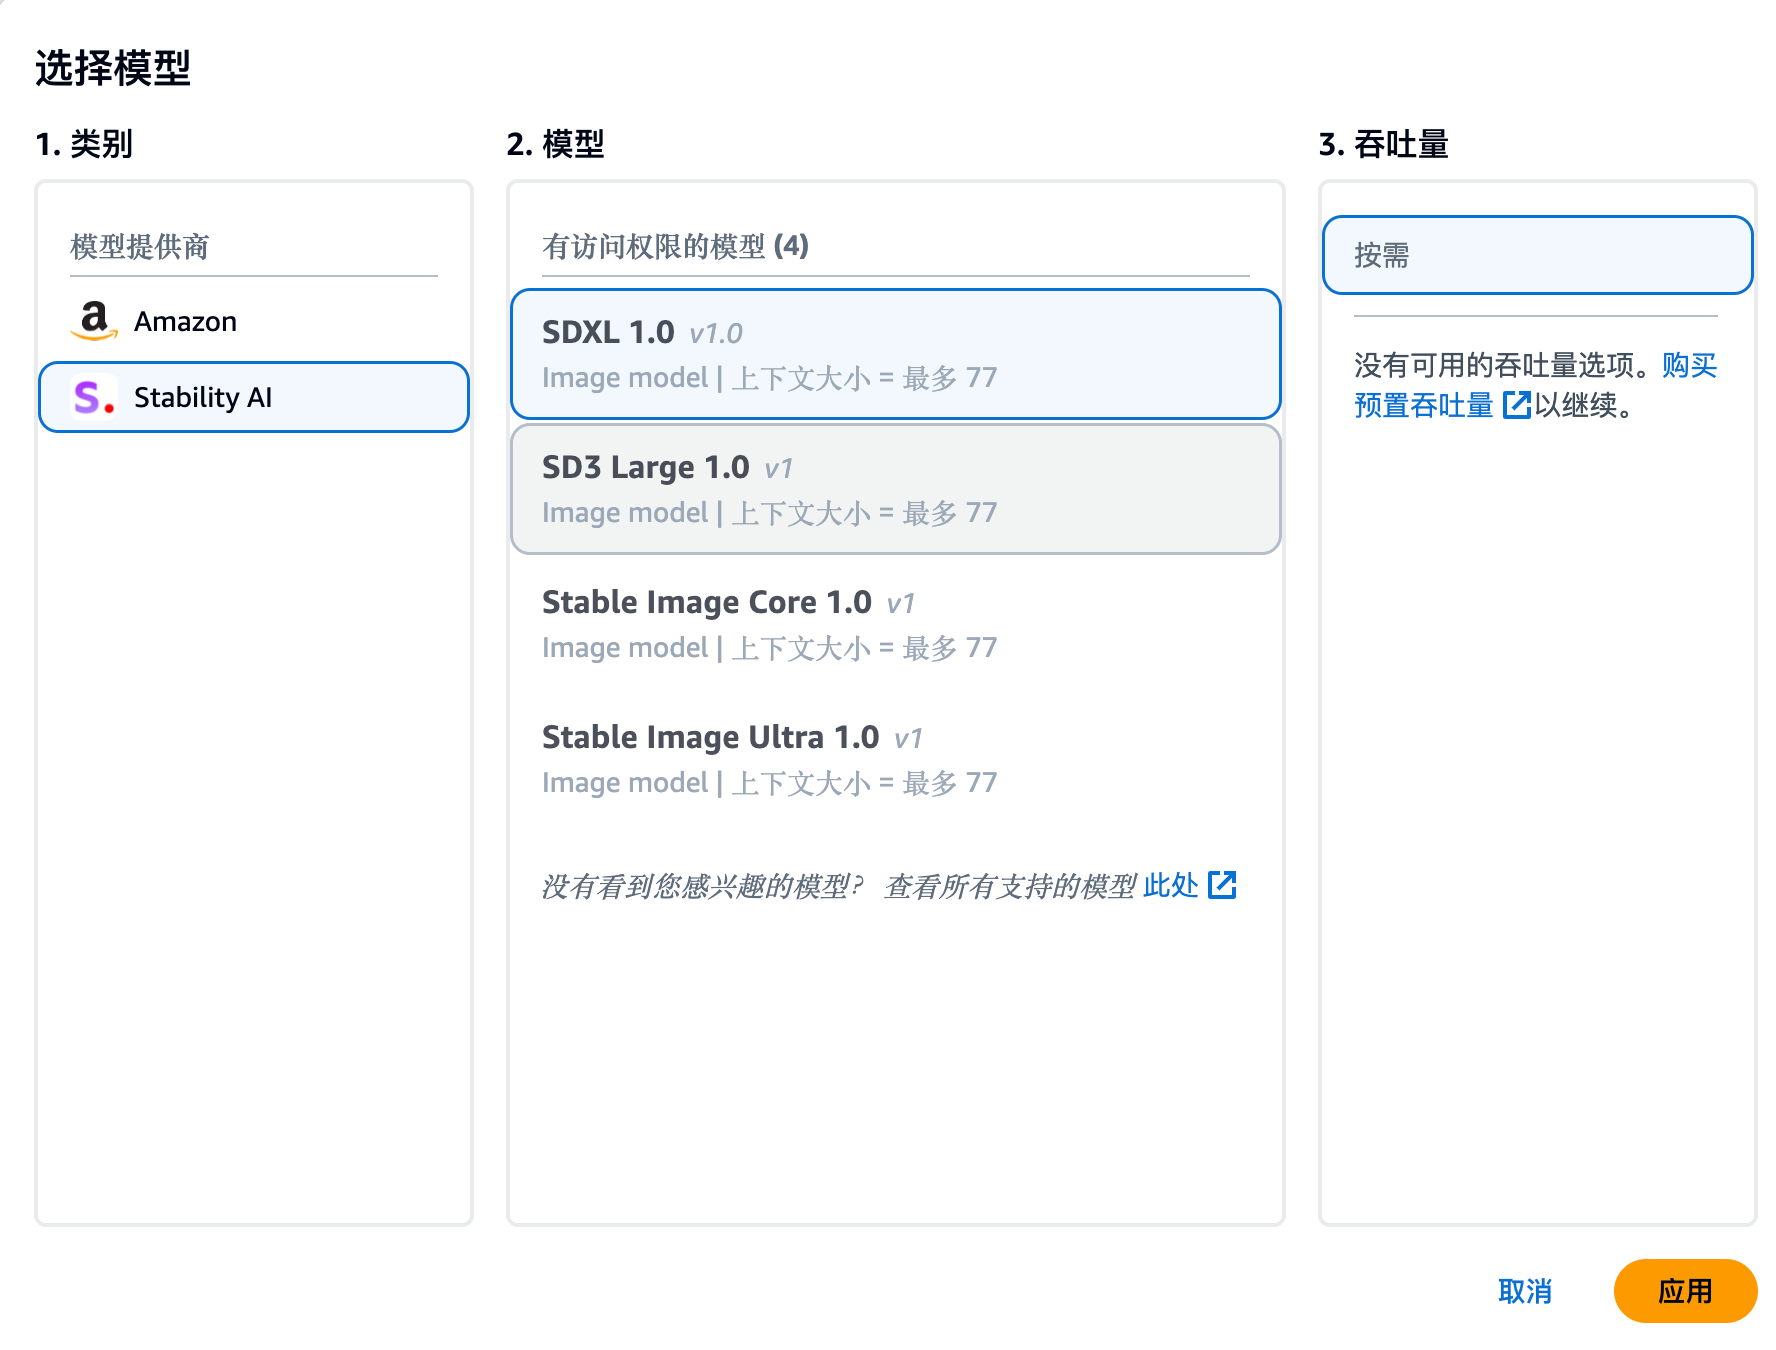 选择模型
1. 类别
模型提供商
Amazon
Stability AI
2. 模型
有访问权限的模型 (4)
SDXL 1.0 v1.0
Image model | 上下文大小 = 最多 77
SD3 Large 1.0 v1
Image model | 上下文大小 = 最多 77
Stable Image Core 1.0 v1
Image model | 上下文大小 = 最多 77
Stable Image Ultra 1.0 v1
Image model | 上下文大小 = 最多 77
没有看到您感兴趣的模型? 查看所有支持的模型 此处
3. 吞吐量
按需
没有可用的吞吐量选项。购买
预置吞吐量 以继续。
取消
应用